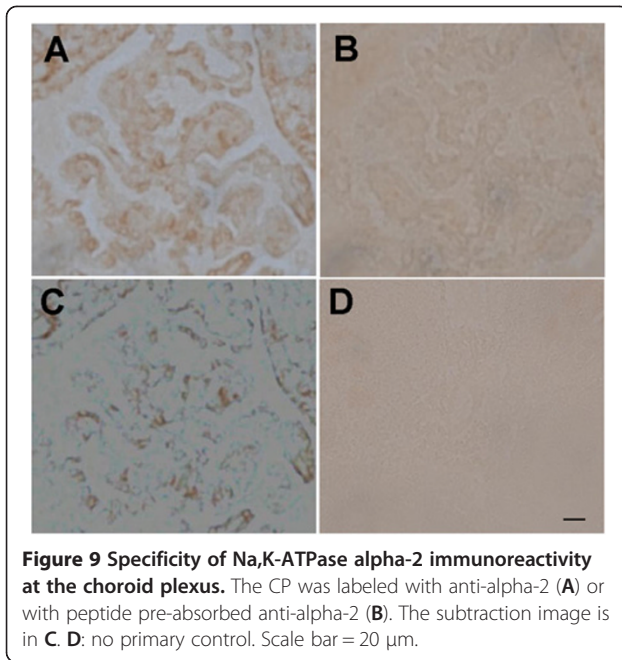 A
B
C
D
Figure 9 Specificity of Na,K-ATPase alpha-2 immunoreactivity
at the choroid plexus. The CP was labeled with anti-alpha-2 (A) or
with peptide pre-absorbed anti-alpha-2 (B). The subtraction image is
in C. D: no primary control. Scale bar = 20 μm.